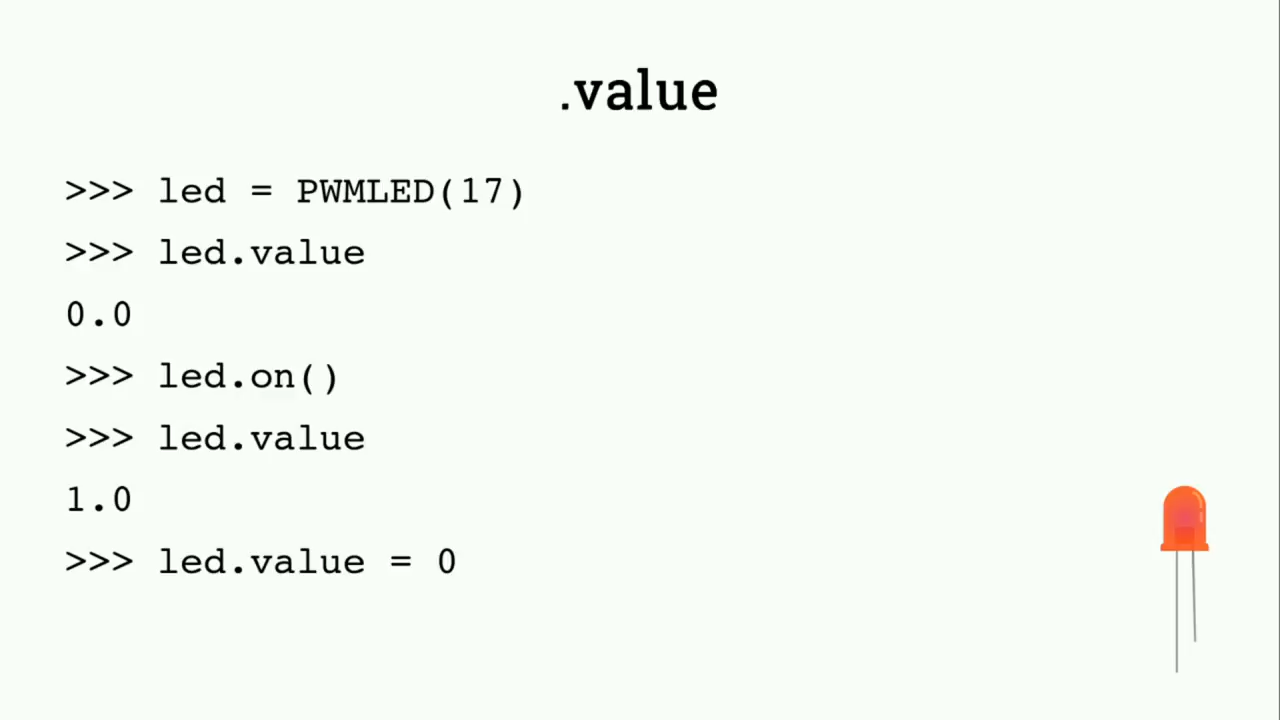 .value
>>> led = PWMLED(17)
>>> led.value
0.0
>>> led.on()
>>> led.value
1.0
>>> led.value = 0